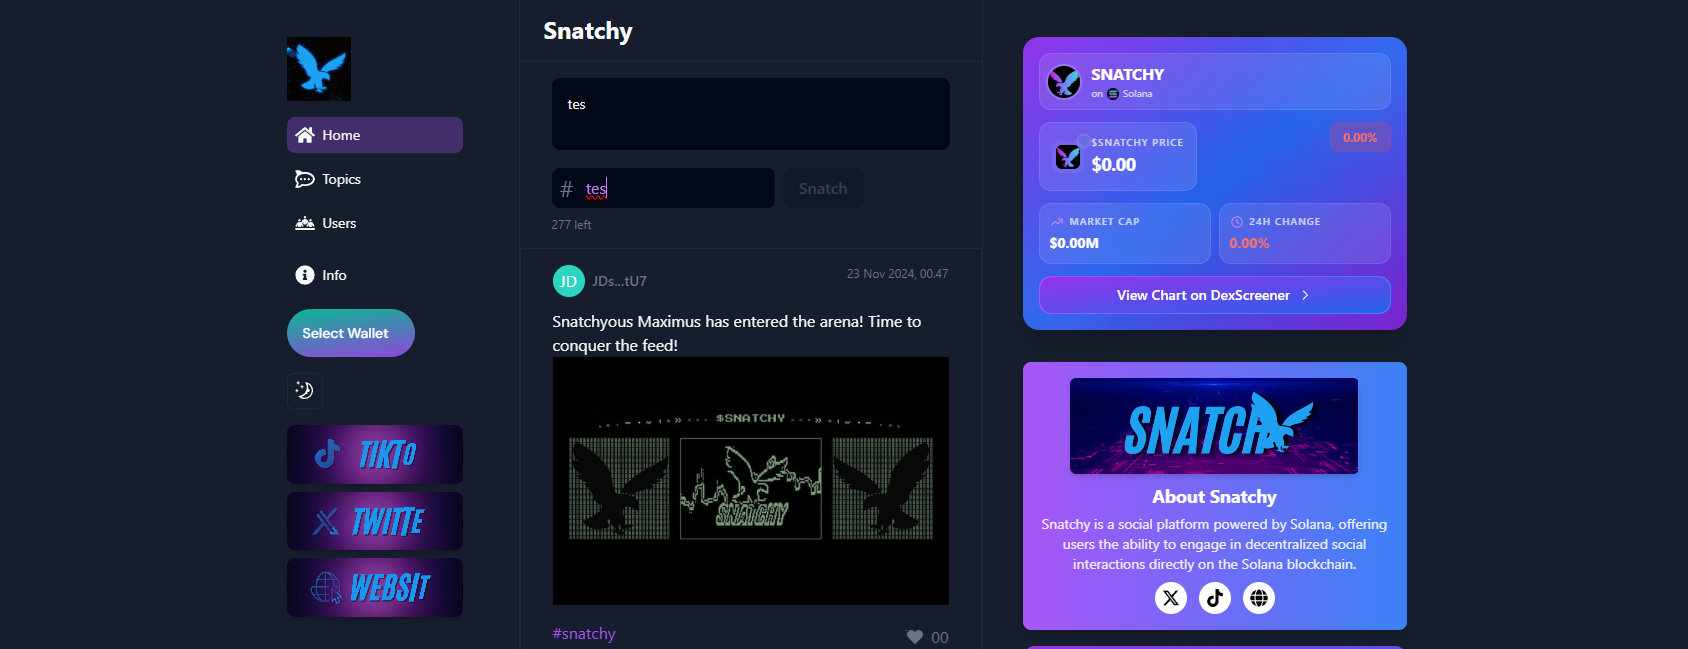 Home
Topics
Users
Info
Select Wallet
TIKTO
TWITTE
WEBSIT
Snatchy
tes
# tes
Snatch
277 left
JD
JDs...tU7
23 Nov 2024, 00.47
Snatchyous Maximus has entered the arena! Time to
conquer the feed!
$SNATCHY
SNATCHY
#snatchy
00
SNATCHY
on Solana
$SNATCHY PRICE
$0.00
0.00%
MARKET CAP
$0.00M
24H CHANGE
0.00%
View Chart on DexScreener
SNATCH
About Snatchy
Snatchy is a social platform powered by Solana, offering
users the ability to engage in decentralized social
interactions directly on the Solana blockchain.